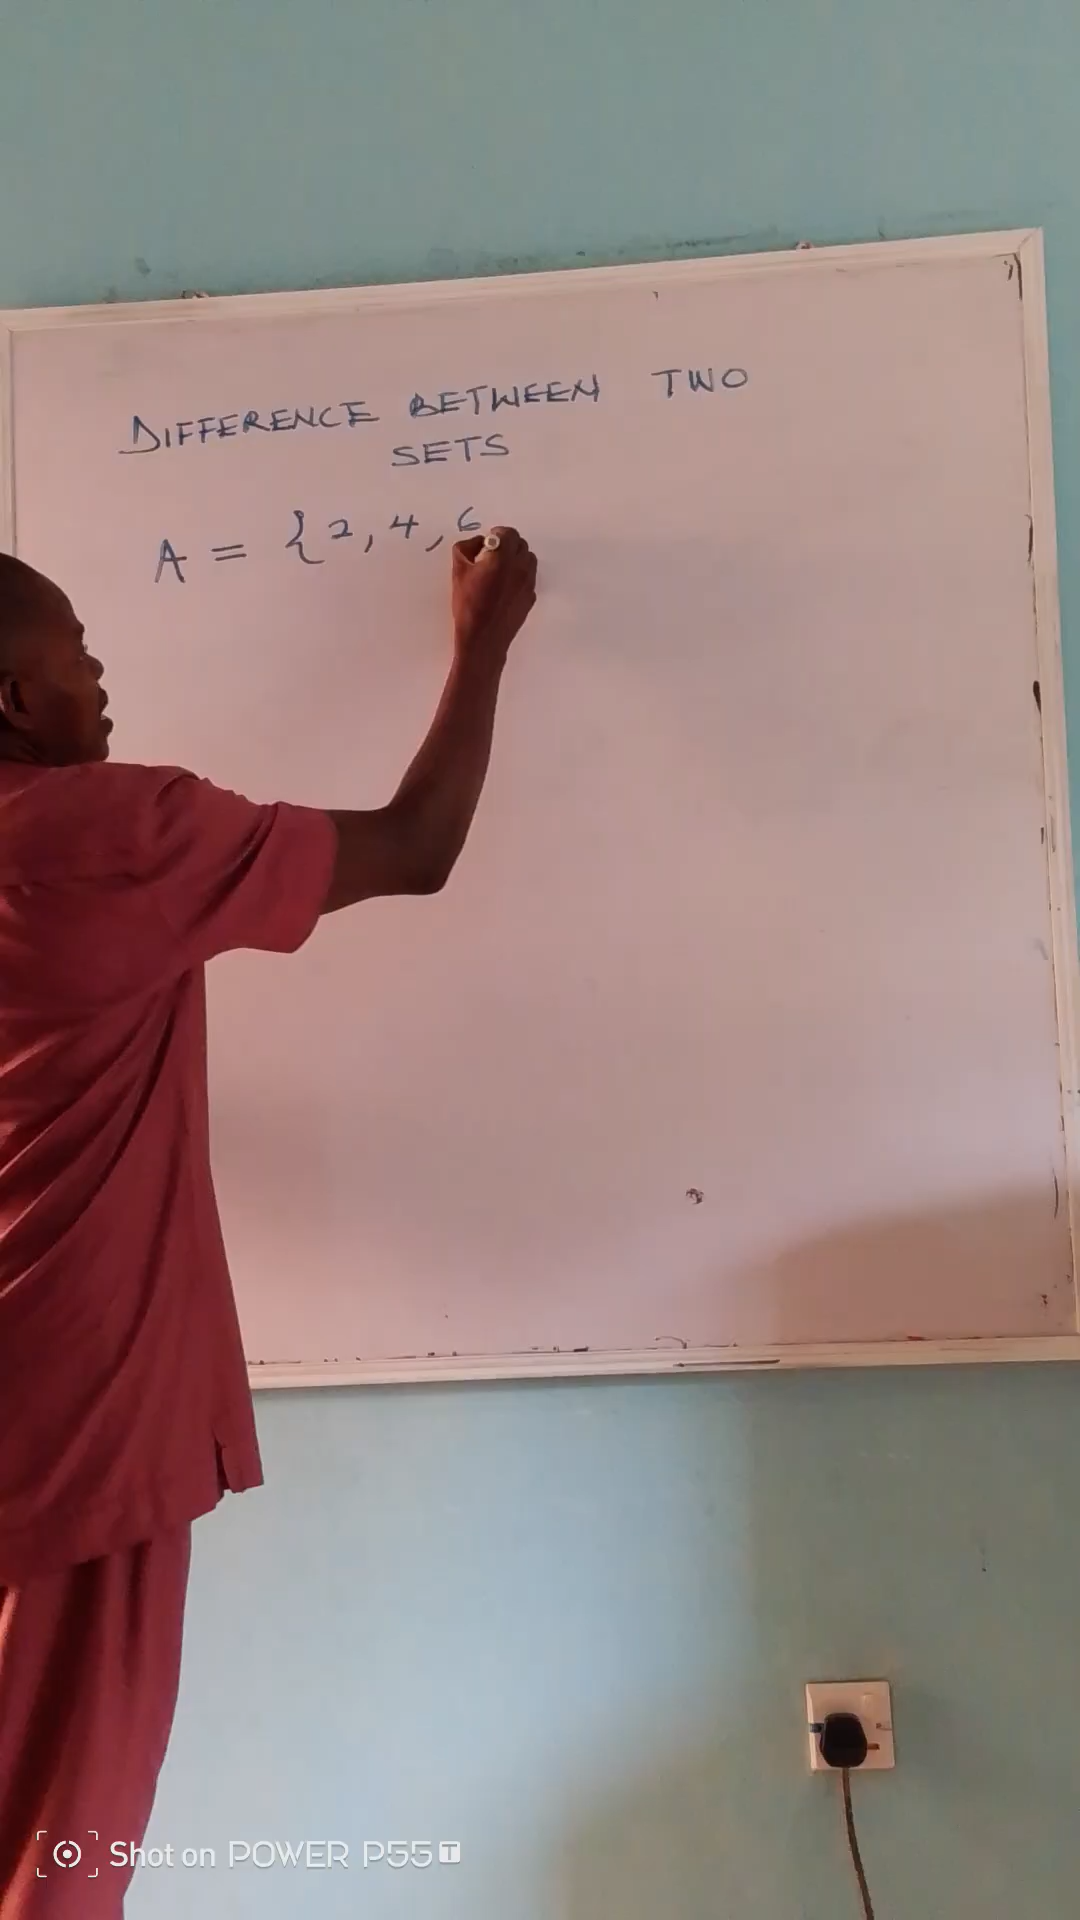 DIFFERENCE BETWEEN TWO
SETS
A = {2, 4, 6
Shot on POWER P55 T